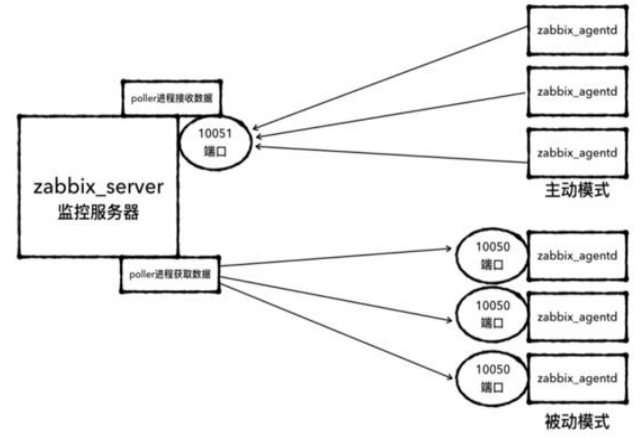 zabbix_agentd
zabbix_agentd
poller进程接收数据
10051
端口
zabbix_agentd
主动模式
zabbix_server
监控服务器
10050
端口
zabbix_agentd
poller进程获取数据
10050
端口
zabbix_agentd
10050
端口
zabbix_agentd
被动模式